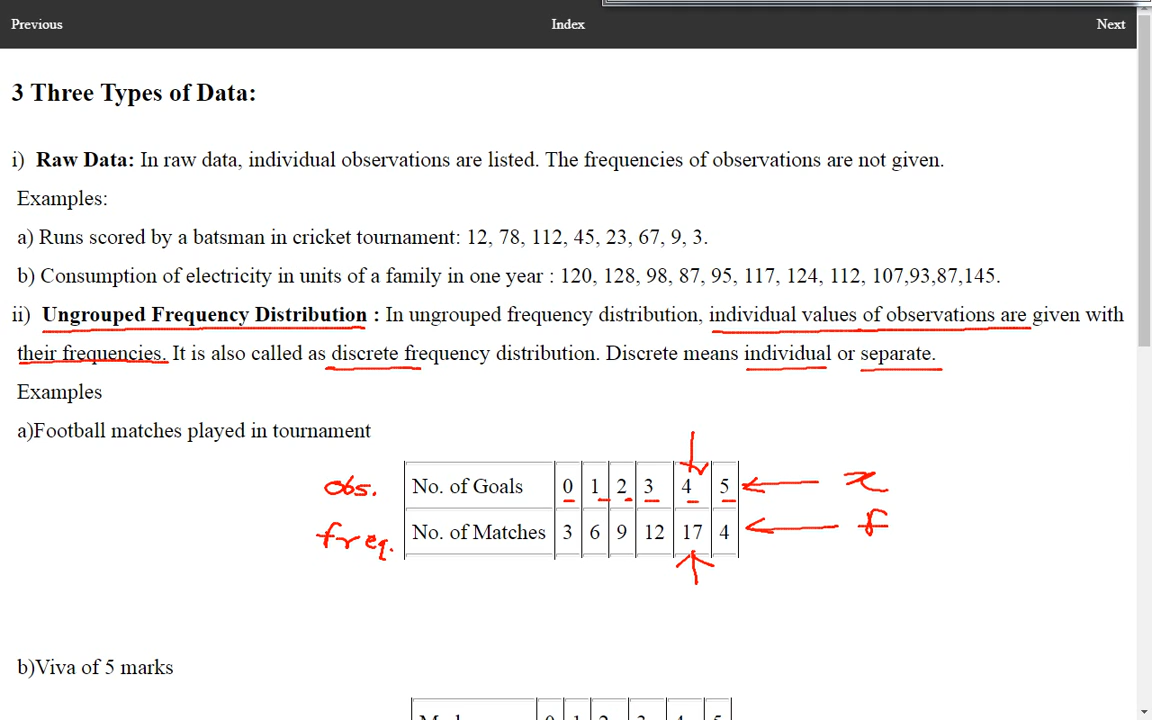 Previous Index Next
3 Three Types of Data:
i) Raw Data: In raw data, individual observations are listed. The frequencies of observations are not given.
Examples:
a) Runs scored by a batsman in cricket tournament: 12, 78, 112, 45, 23, 67, 9, 3.
b) Consumption of electricity in units of a family in one year : 120, 128, 98, 87, 95, 117, 124, 112, 107,93,87,145.
ii) Ungrouped Frequency Distribution : In ungrouped frequency distribution, individual values of observations are given with
their frequencies. It is also called as discrete frequency distribution. Discrete means individual or separate.
Examples
a)Football matches played in tournament
obs. No. of Goals 0 1 2 3 4 5 x
freq. No. of Matches 3 6 9 12 17 4 f
b)Viva of 5 marks